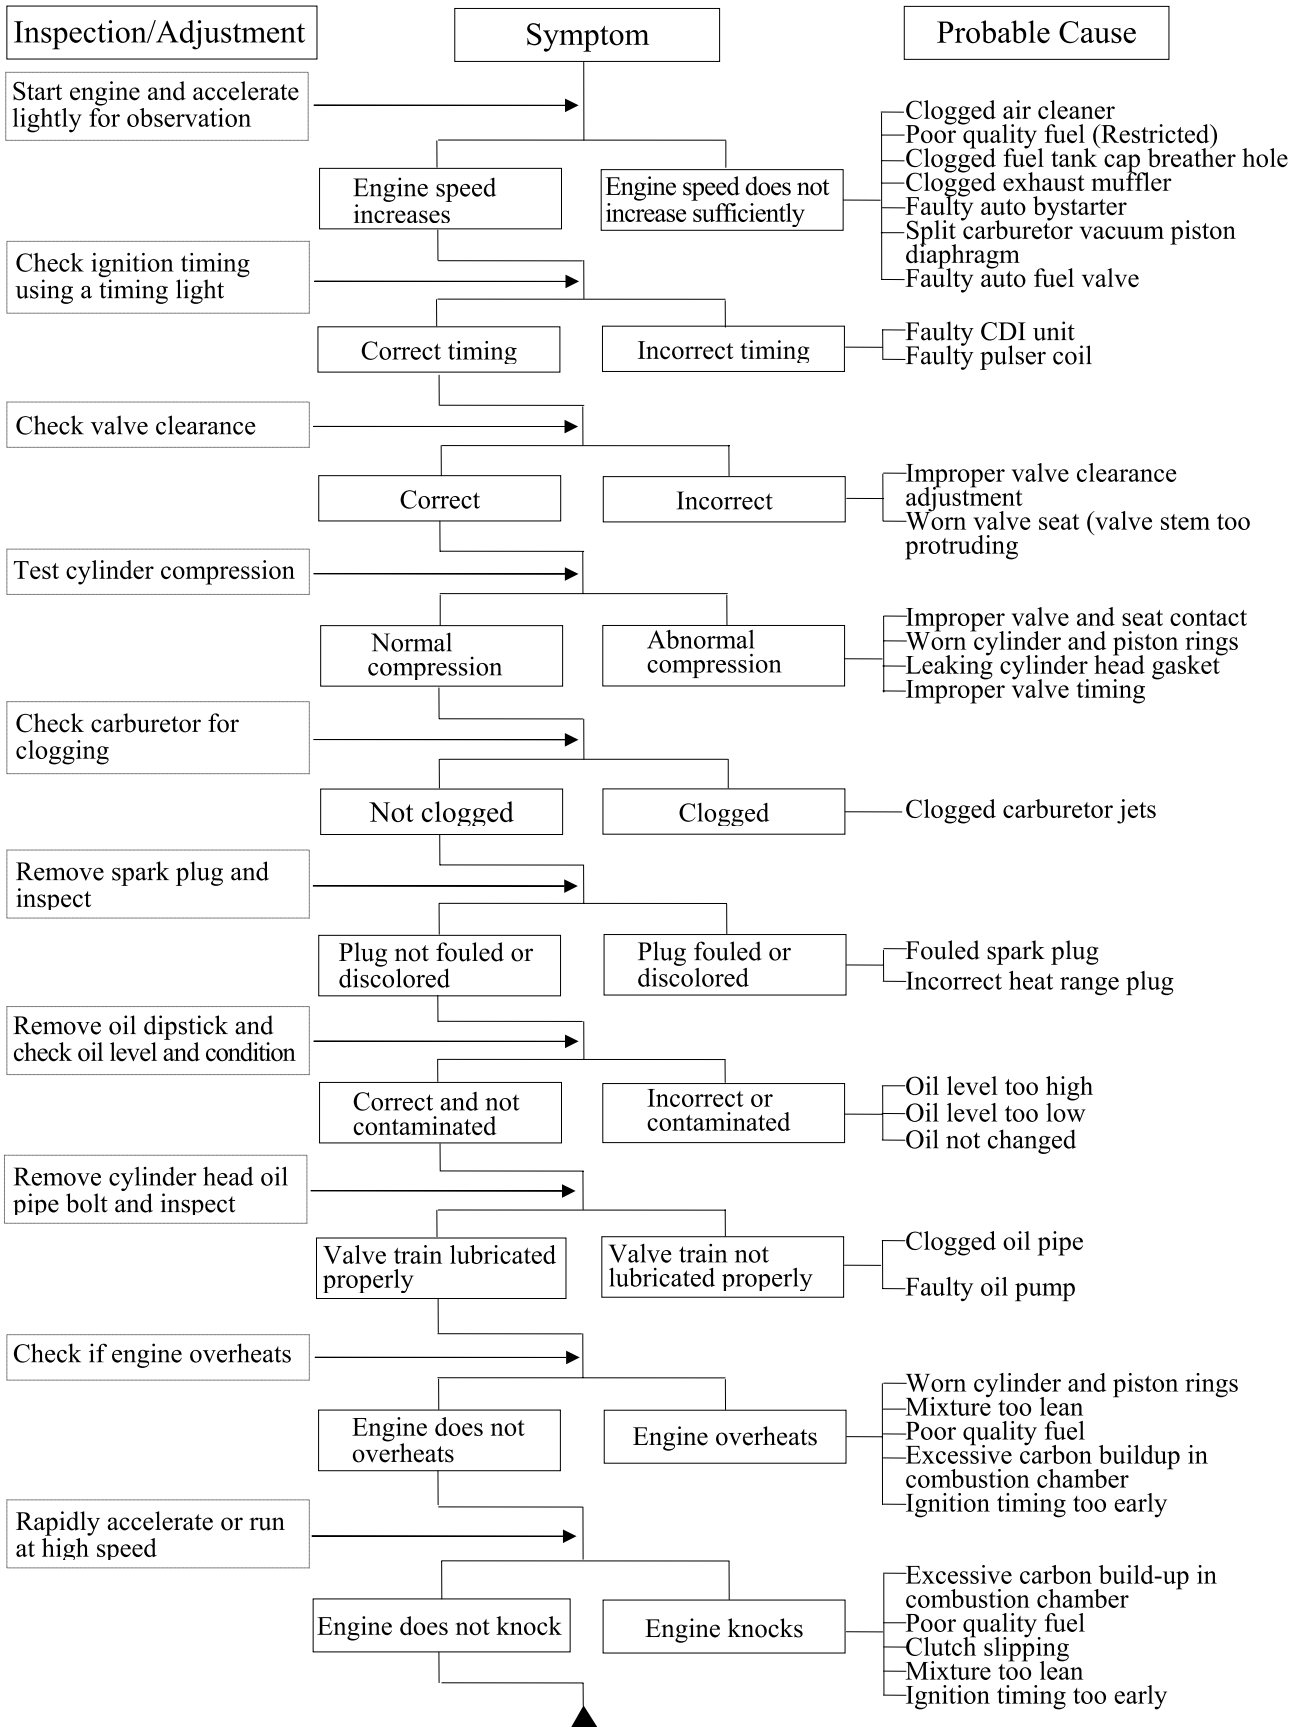 Inspection/Adjustment
Symptom
Probable Cause
Start engine and accelerate
lightly for observation
Engine speed
increases
Engine speed does not
increase sufficiently
Clogged air cleaner
Poor quality fuel (Restricted)
Clogged fuel tank cap breather hole
Clogged exhaust muffler
Faulty auto bystarter
Split carburetor vacuum piston
diaphragm
Faulty auto fuel valve
Check ignition timing
using a timing light
Correct timing
Incorrect timing
Faulty CDI unit
Faulty pulser coil
Check valve clearance
Correct
Incorrect
Improper valve clearance
adjustment
Worn valve seat (valve stem too
protruding
Test cylinder compression
Normal
compression
Abnormal
compression
Improper valve and seat contact
Worn cylinder and piston rings
Leaking cylinder head gasket
Improper valve timing
Check carburetor for
clogging
Not clogged
Clogged
Clogged carburetor jets
Remove spark plug and
inspect
Plug not fouled or
discolored
Plug fouled or
discolored
Fouled spark plug
Incorrect heat range plug
Remove oil dipstick and
check oil level and condition
Correct and not
contaminated
Incorrect or
contaminated
Oil level too high
Oil level too low
Oil not changed
Remove cylinder head oil
pipe bolt and inspect
Valve train lubricated
properly
Valve train not
lubricated properly
Clogged oil pipe
Faulty oil pump
Check if engine overheats
Engine does not
overheats
Engine overheats
Worn cylinder and piston rings
Mixture too lean
Poor quality fuel
Excessive carbon buildup in
combustion chamber
Ignition timing too early
Rapidly accelerate or run
at high speed
Engine does not knock
Engine knocks
Excessive carbon build-up in
combustion chamber
Poor quality fuel
Clutch slipping
Mixture too lean
Ignition timing too early